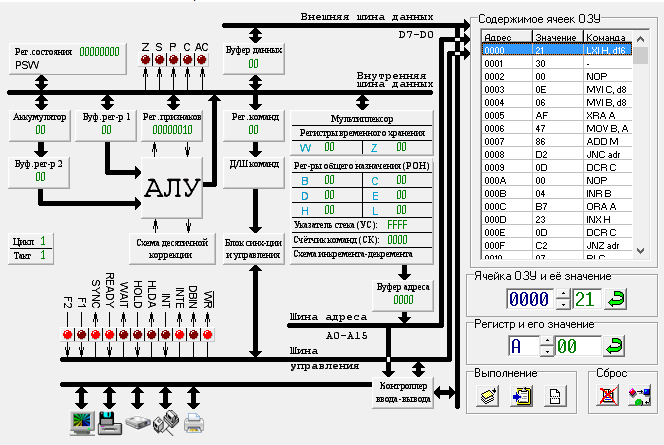 Внешняя шина данных
D7-D0
Содержимое ячеек ОЗУ
Адрес Значение Команда
0000 21 LXI H, d16
0001 30 -
0002 00 NOP
0003 0E MVI C, d8
0004 06 MVI B, d8
0005 AF XRA A
0006 47 MOV B, A
0007 86 ADD M
0008 D2 JNC adr
0009 0D DCR C
000A 00 NOP
000B 04 INR B
000C B7 ORA A
000D 23 INX H
000E 0D DCR C
000F C2 JNZ adr
0010 07 RLC
Рег.состояния 00000000
PSW
Z S P C AC
Буфер данных
00
Внутренняя
шина данных
Аккумулятор
00
Буф.рег-р 1
00
Рег.признаков
00000010
Рег.команд
00
Мультиплексор
Регистры временного хранения
W 00 Z 00
Буф.рег-р 2
00
АЛУ
Д/Ш команд
Рег-ры общего назначения (РОН)
B 00 C 00
D 00 E 00
H 00 L 00
Указатель стека (УС): FFFF
Счётчик команд (СК): 0000
Схема инкремента-декремента
Цикл 1
Такт 1
Схема десятичной
коррекции
Блок синх-ции
и управления
Буфер адреса
0000
F2 F1 SYNC READY WAIT HOLD HLDA INT INTE DBIN WR
Шина адреса
A0-A15
Шина
управления
Контроллер
ввода-вывода
Ячейка ОЗУ и её значение
0000 21
Регистр и его значение
A 00
Выполнение
Сброс